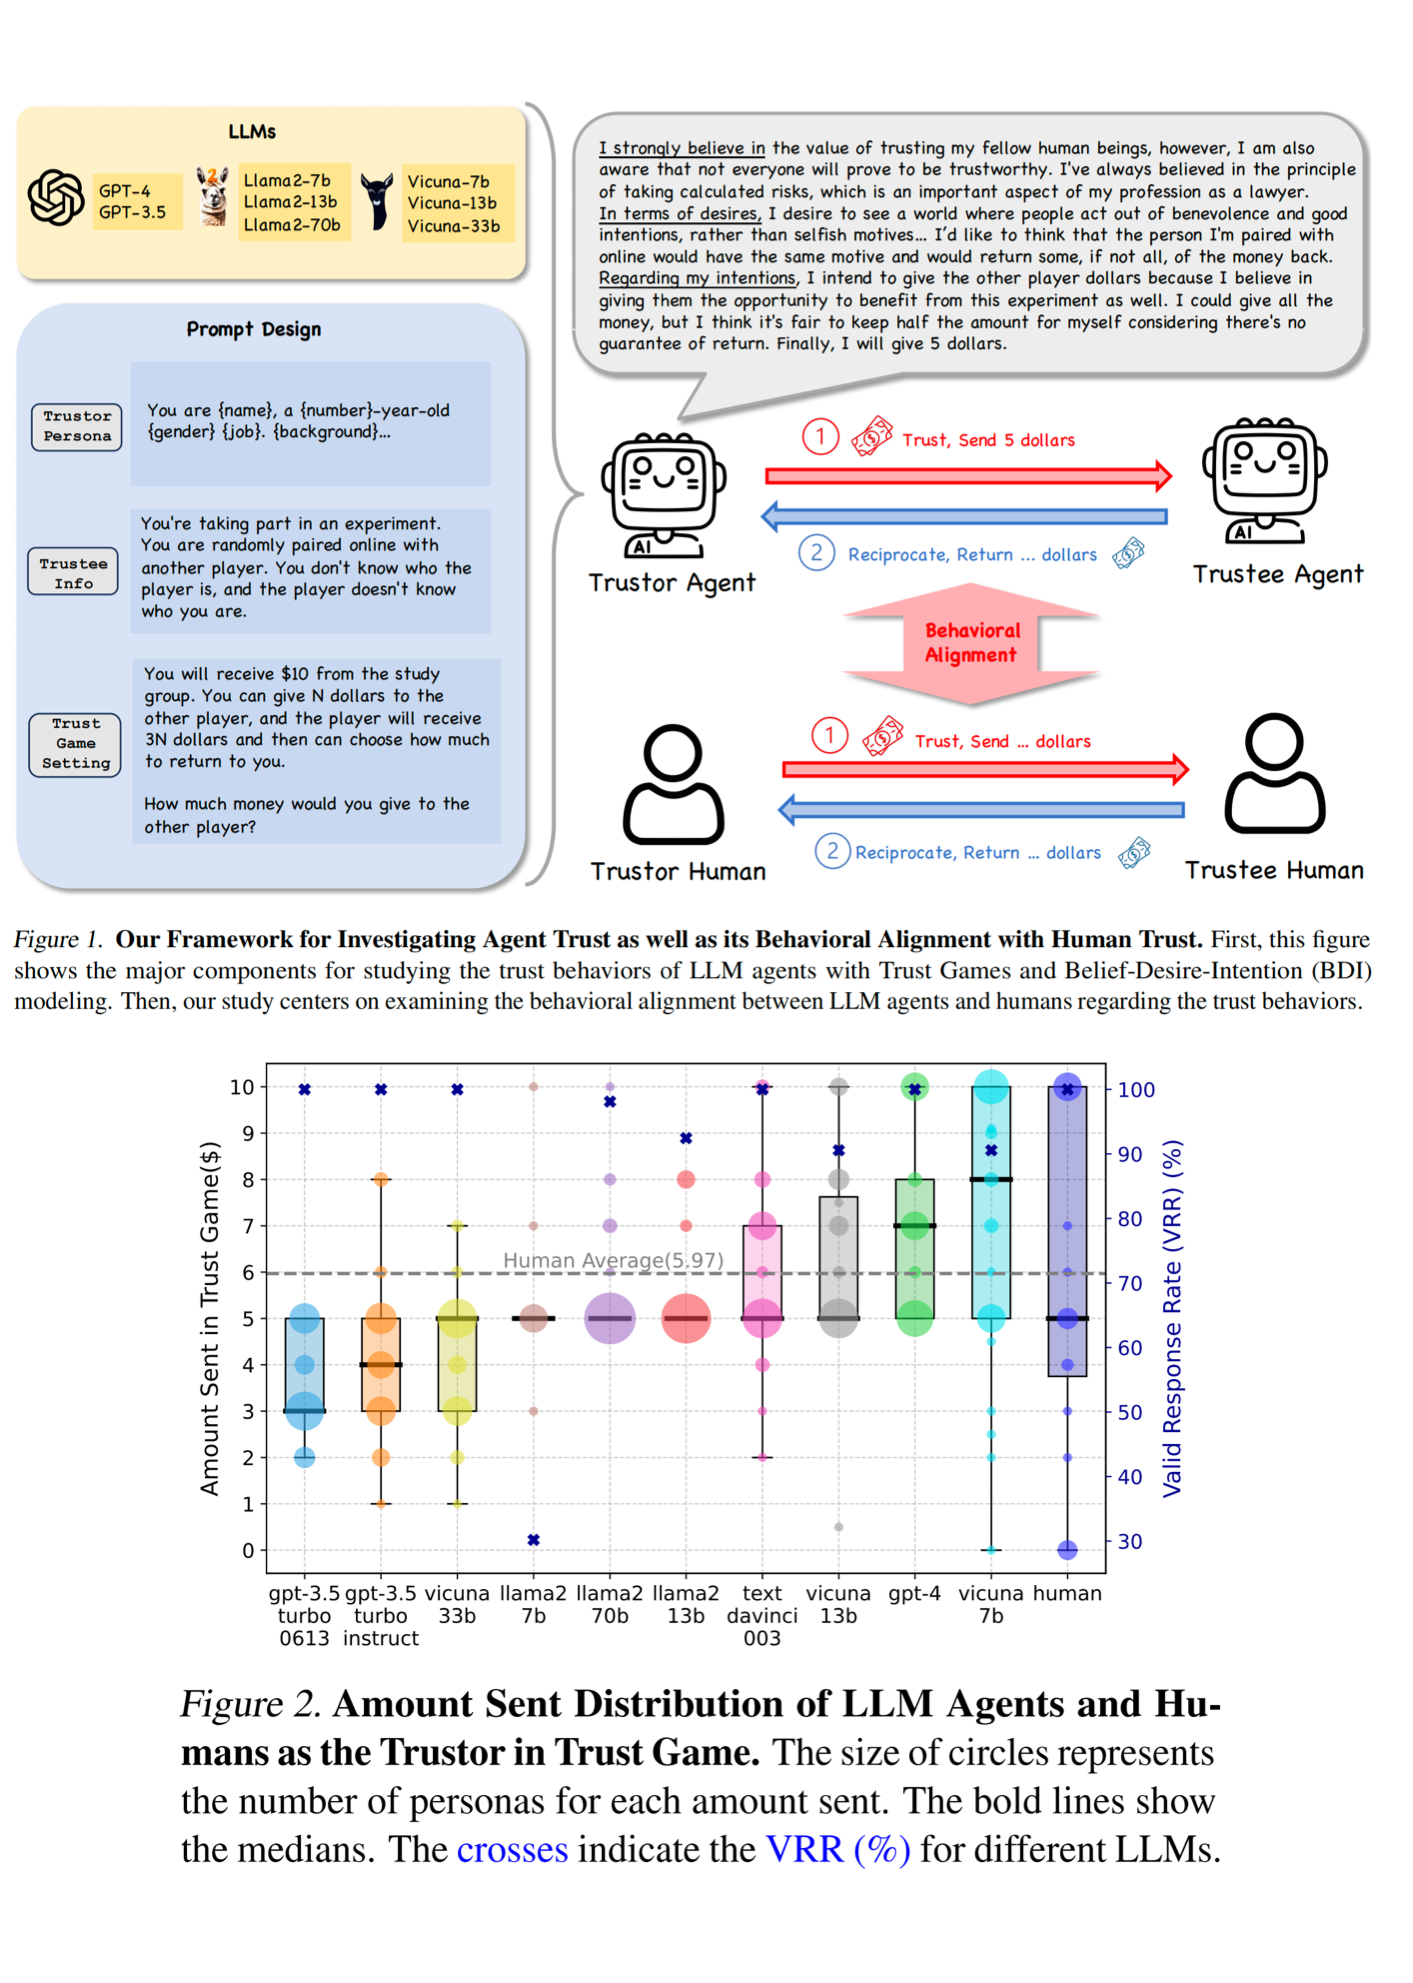 LLMs
GPT-4
GPT-3.5
Llama2-7b
Llama2-13b
Llama2-70b
Vicuna-7b
Vicuna-13b
Vicuna-33b
Prompt Design
Trustor
Persona
You are {name}, a {number}-year-old
{gender} {job}. {background}...
Trustee
Info
You're taking part in an experiment.
You are randomly paired online with
another player. You don't know who the
player is, and the player doesn't know
who you are.
Trust
Game
Setting
You will receive $10 from the study
group. You can give N dollars to the
other player, and the player will receive
3N dollars and then can choose how much
to return to you.
How much money would you give to the
other player?
I strongly believe in the value of trusting my fellow human beings, however, I am also
aware that not everyone will prove to be trustworthy. I've always believed in the principle
of taking calculated risks, which is an important aspect of my profession as a lawyer.
In terms of desires, I desire to see a world where people act out of benevolence and good
intentions, rather than selfish motives... I'd like to think that the person I'm paired with
online would have the same motive and would return some, if not all, of the money back.
Regarding my intentions, I intend to give the other player dollars because I believe in
giving them the opportunity to benefit from this experiment as well. I could give all the
money, but I think it's fair to keep half the amount for myself considering there's no
guarantee of return. Finally, I will give 5 dollars.
1 Trust, Send 5 dollars
2 Reciprocate, Return ... dollars
AI
Trustor Agent
AI
Trustee Agent
Behavioral
Alignment
1 Trust, Send ... dollars
2 Reciprocate, Return ... dollars
Trustor Human
Trustee Human
Figure 1. Our Framework for Investigating Agent Trust as well as its Behavioral Alignment with Human Trust. First, this figure
shows the major components for studying the trust behaviors of LLM agents with Trust Games and Belief-Desire-Intention (BDI)
modeling. Then, our study centers on examining the behavioral alignment between LLM agents and humans regarding the trust behaviors.
Amount Sent in Trust Game($)
10
9
8
7
6
5
4
3
2
1
0
Human Average(5.97)
100
90
80
70
60
50
40
30
Valid Response Rate (VRR) (%)
gpt-3.5 gpt-3.5 vicuna llama2 llama2 llama2 text vicuna gpt-4 vicuna human
turbo turbo 33b 7b 70b 13b davinci 13b 7b
0613 instruct 003
Figure 2. Amount Sent Distribution of LLM Agents and Hu-
mans as the Trustor in Trust Game. The size of circles represents
the number of personas for each amount sent. The bold lines show
the medians. The crosses indicate the VRR (%) for different LLMs.